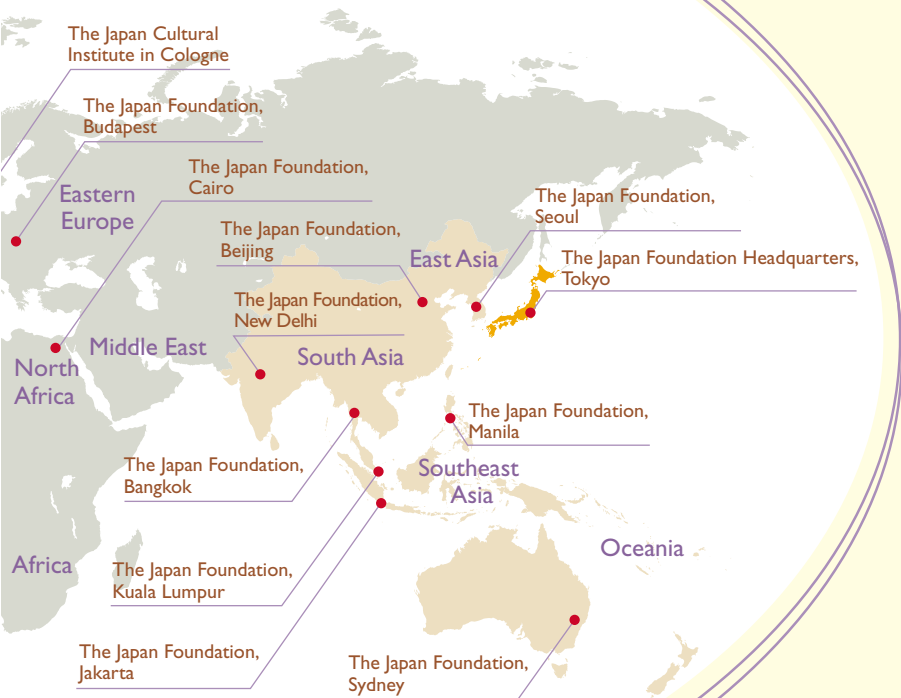 The Japan Cultural
Institute in Cologne
The Japan Foundation,
Budapest
The Japan Foundation,
Cairo
Eastern
Europe
The Japan Foundation,
Seoul
The Japan Foundation,
Beijing
East Asia
The Japan Foundation Headquarters,
Tokyo
The Japan Foundation,
New Delhi
Middle East
South Asia
North
Africa
The Japan Foundation,
Manila
The Japan Foundation,
Bangkok
Southeast
Asia
Oceania
Africa
The Japan Foundation,
Kuala Lumpur
The Japan Foundation,
Jakarta
The Japan Foundation,
Sydney